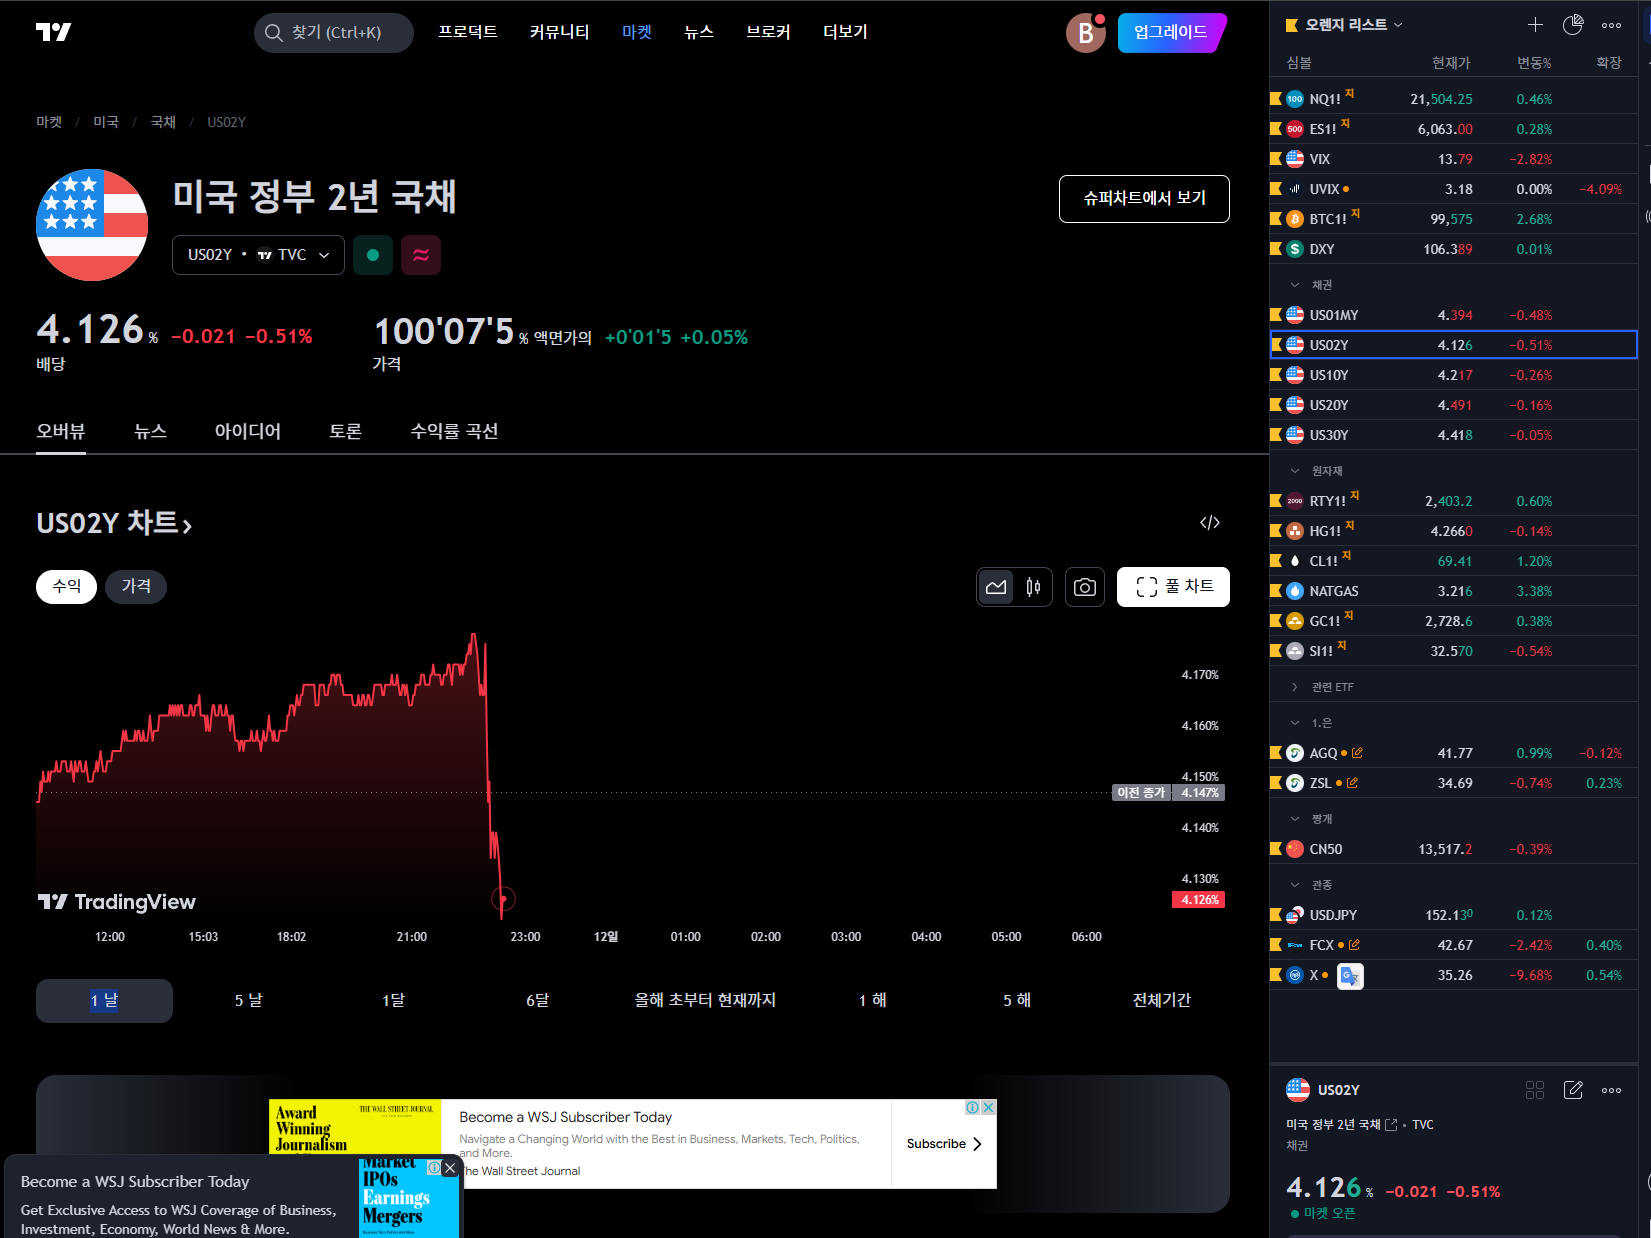 찾기 (Ctrl+K)
프로덕트
커뮤니티
마켓
뉴스
브로커
더보기
B
업그레이드
마켓 / 미국 / 국채 / US02Y
미국 정부 2년 국채
US02Y • TVC
슈퍼차트에서 보기
4.126 % −0.021 −0.51%
배당
100'07'5 % 액면가의 +0'01'5 +0.05%
가격
오버뷰
뉴스
아이디어
토론
수익률 곡선
US02Y 차트 ›
</>
수익
가격
풀 차트
4.170%
4.160%
4.150%
이전 종가 4.147%
4.140%
4.130%
4.126%
TradingView
12:00
15:03
18:02
21:00
23:00
12일
01:00
02:00
03:00
04:00
05:00
06:00
1 날
5 날
1달
6달
올해 초부터 현재까지
1 해
5 해
전체기간
Award
Winning
Journalism
THE WALL STREET JOURNAL
Become a WSJ Subscriber Today
Navigate a Changing World with the Best in Business, Markets, Tech, Politics,
and More.
The Wall Street Journal
Subscribe
Become a WSJ Subscriber Today
Get Exclusive Access to WSJ Coverage of Business,
Investment, Economy, World News & More.
Market
IPOs
Earnings
Mergers
오렌지 리스트
심볼 현재가 변동% 확장
100 NQ1! 지 21,504.25 0.46%
500 ES1! 지 6,063.00 0.28%
VIX 13.79 −2.82%
UVIX 3.18 0.00% −4.09%
BTC1! 지 99,575 2.68%
DXY 106.389 0.01%
채권
US01MY 4.394 −0.48%
US02Y 4.126 −0.51%
US10Y 4.217 −0.26%
US20Y 4.491 −0.16%
US30Y 4.418 −0.05%
원자재
2000 RTY1! 지 2,403.2 0.60%
HG1! 지 4.2660 −0.14%
CL1! 지 69.41 1.20%
NATGAS 3.216 3.38%
GC1! 지 2,728.6 0.38%
SI1! 지 32.570 −0.54%
관련 ETF
1.은
AGQ 41.77 0.99% −0.12%
ZSL 34.69 −0.74% 0.23%
짱개
CN50 13,517.2 −0.39%
관종
USDJPY 152.130 0.12%
FCX 42.67 −2.42% 0.40%
X 35.26 −9.68% 0.54%
US02Y
미국 정부 2년 국채 • TVC
채권
4.126 % −0.021 −0.51%
마켓 오픈